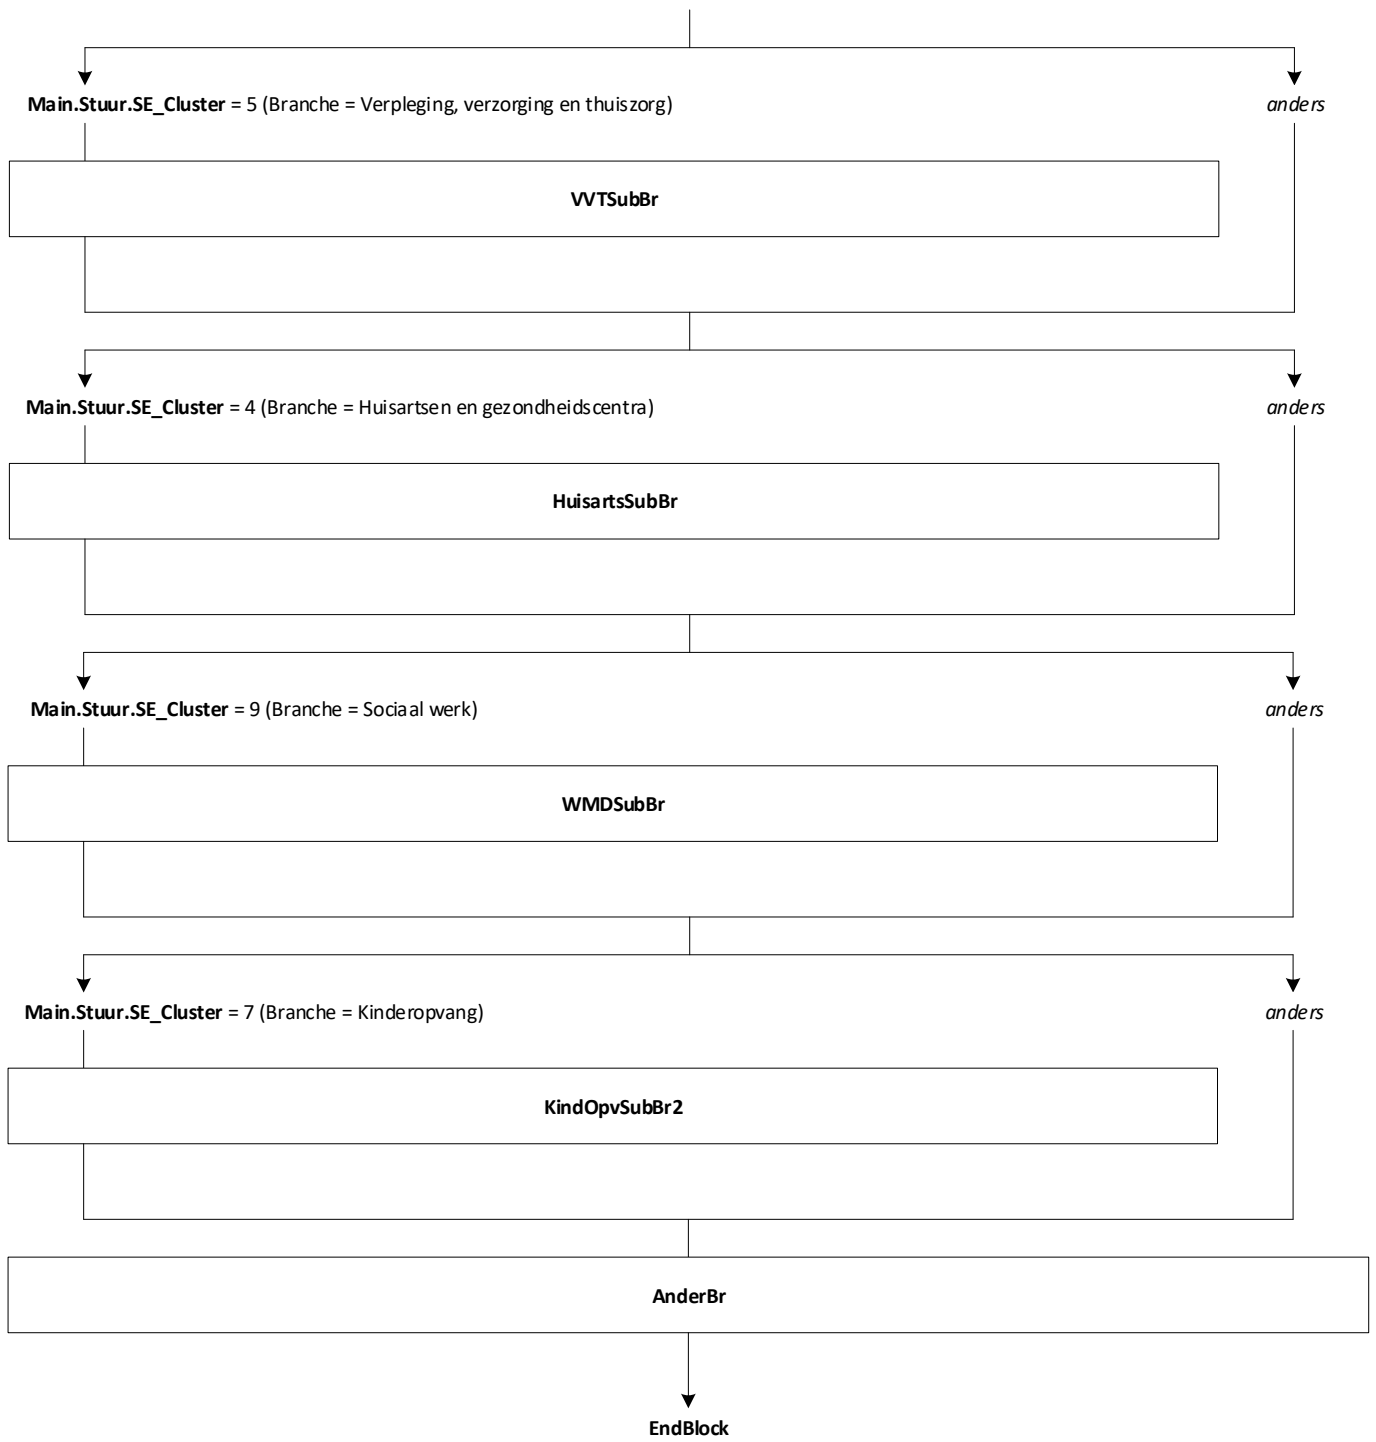 Main.Stuur.SE_Cluster = 5 (Branche = Verpleging, verzorging en thuiszorg)
anders
VVTSubBr
Main.Stuur.SE_Cluster = 4 (Branche = Huisartsen en gezondheidscentra)
anders
HuisartsSubBr
Main.Stuur.SE_Cluster = 9 (Branche = Sociaal werk)
anders
WMDSubBr
Main.Stuur.SE_Cluster = 7 (Branche = Kinderopvang)
anders
KindOpvSubBr2
AnderBr
EndBlock